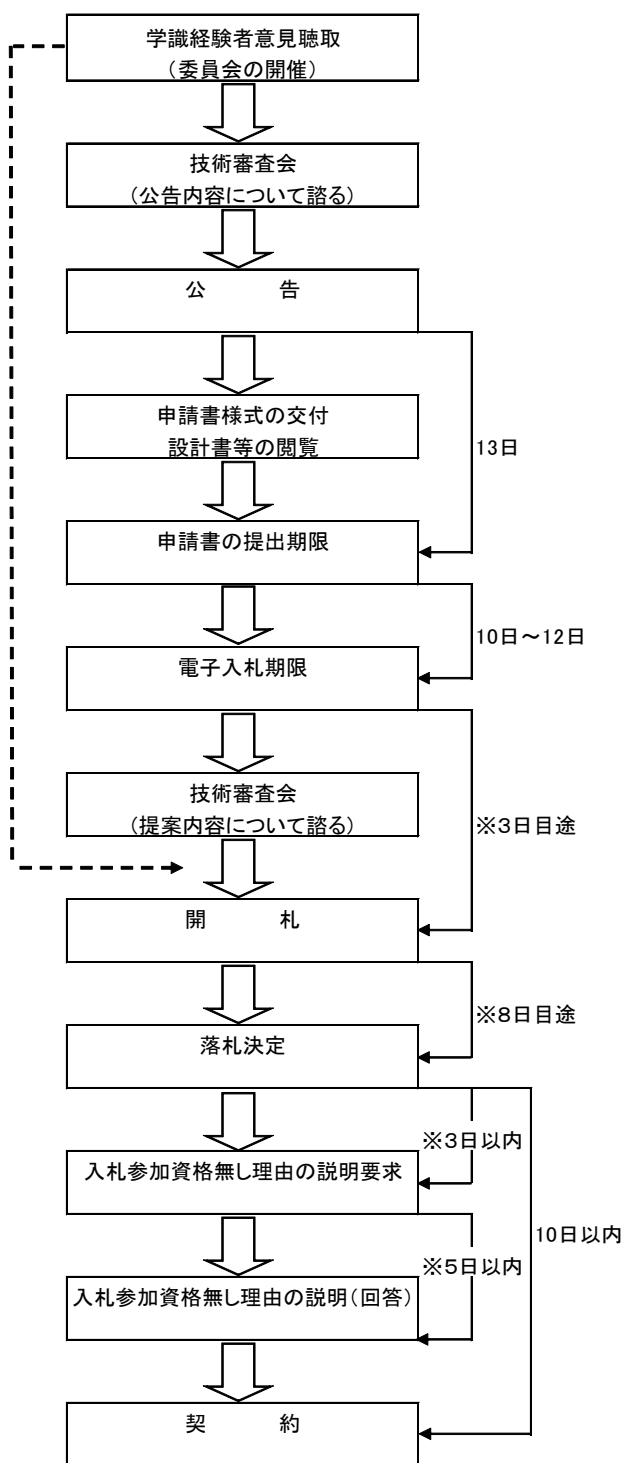 学識経験者意見聴取
（委員会の開催）
技術審査会
（公告内容について諮る）
公　　　告
申請書様式の交付
設計書等の閲覧
13日
申請書の提出期限
10日～12日
電子入札期限
技術審査会
（提案内容について諮る）
※3日目途
開　　　札
※8日目途
落札決定
※3日以内
入札参加資格無し理由の説明要求
10日以内
※5日以内
入札参加資格無し理由の説明（回答）
契　　　約